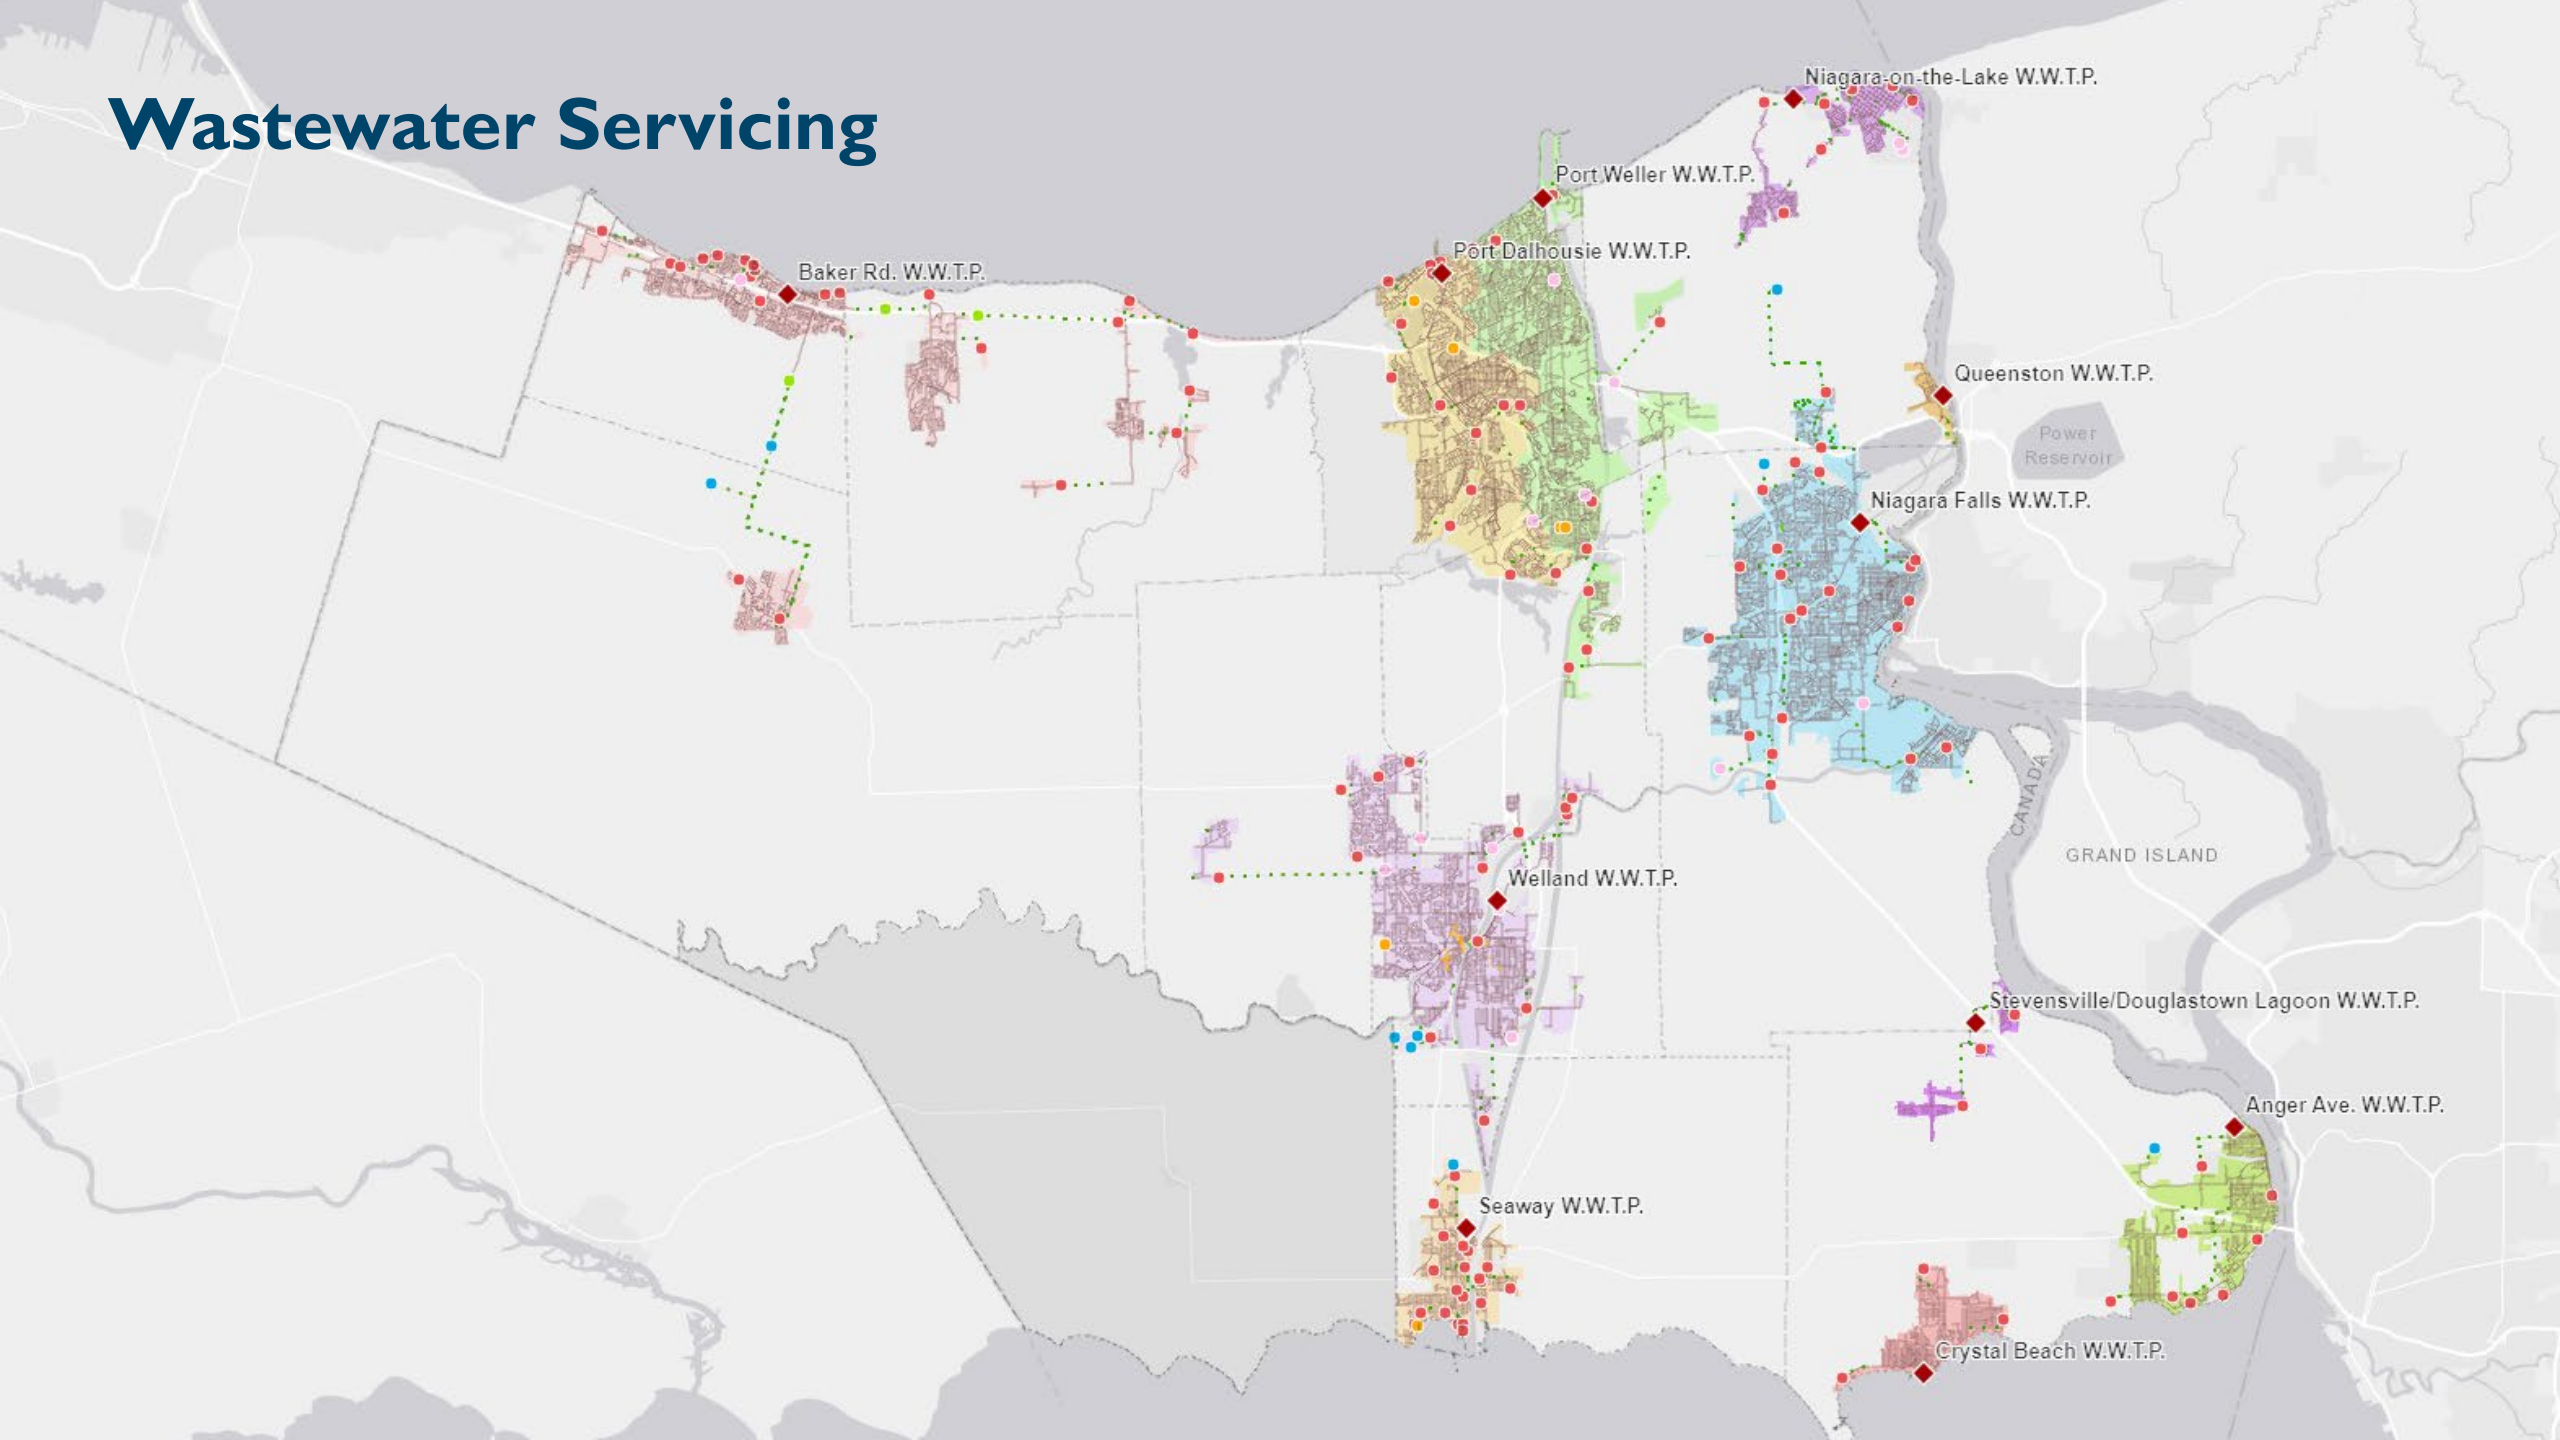 Wastewater Servicing
Niagara-on-the-Lake W.W.T.P.
Port Weller W.W.T.P.
Port Dalhousie W.W.T.P.
Baker Rd. W.W.T.P.
Queenston W.W.T.P.
Power
Reservoir
Niagara Falls W.W.T.P.
CANADA
GRAND ISLAND
Welland W.W.T.P.
Stevensville/Douglastown Lagoon W.W.T.P.
Anger Ave. W.W.T.P.
Seaway W.W.T.P.
Crystal Beach W.W.T.P.